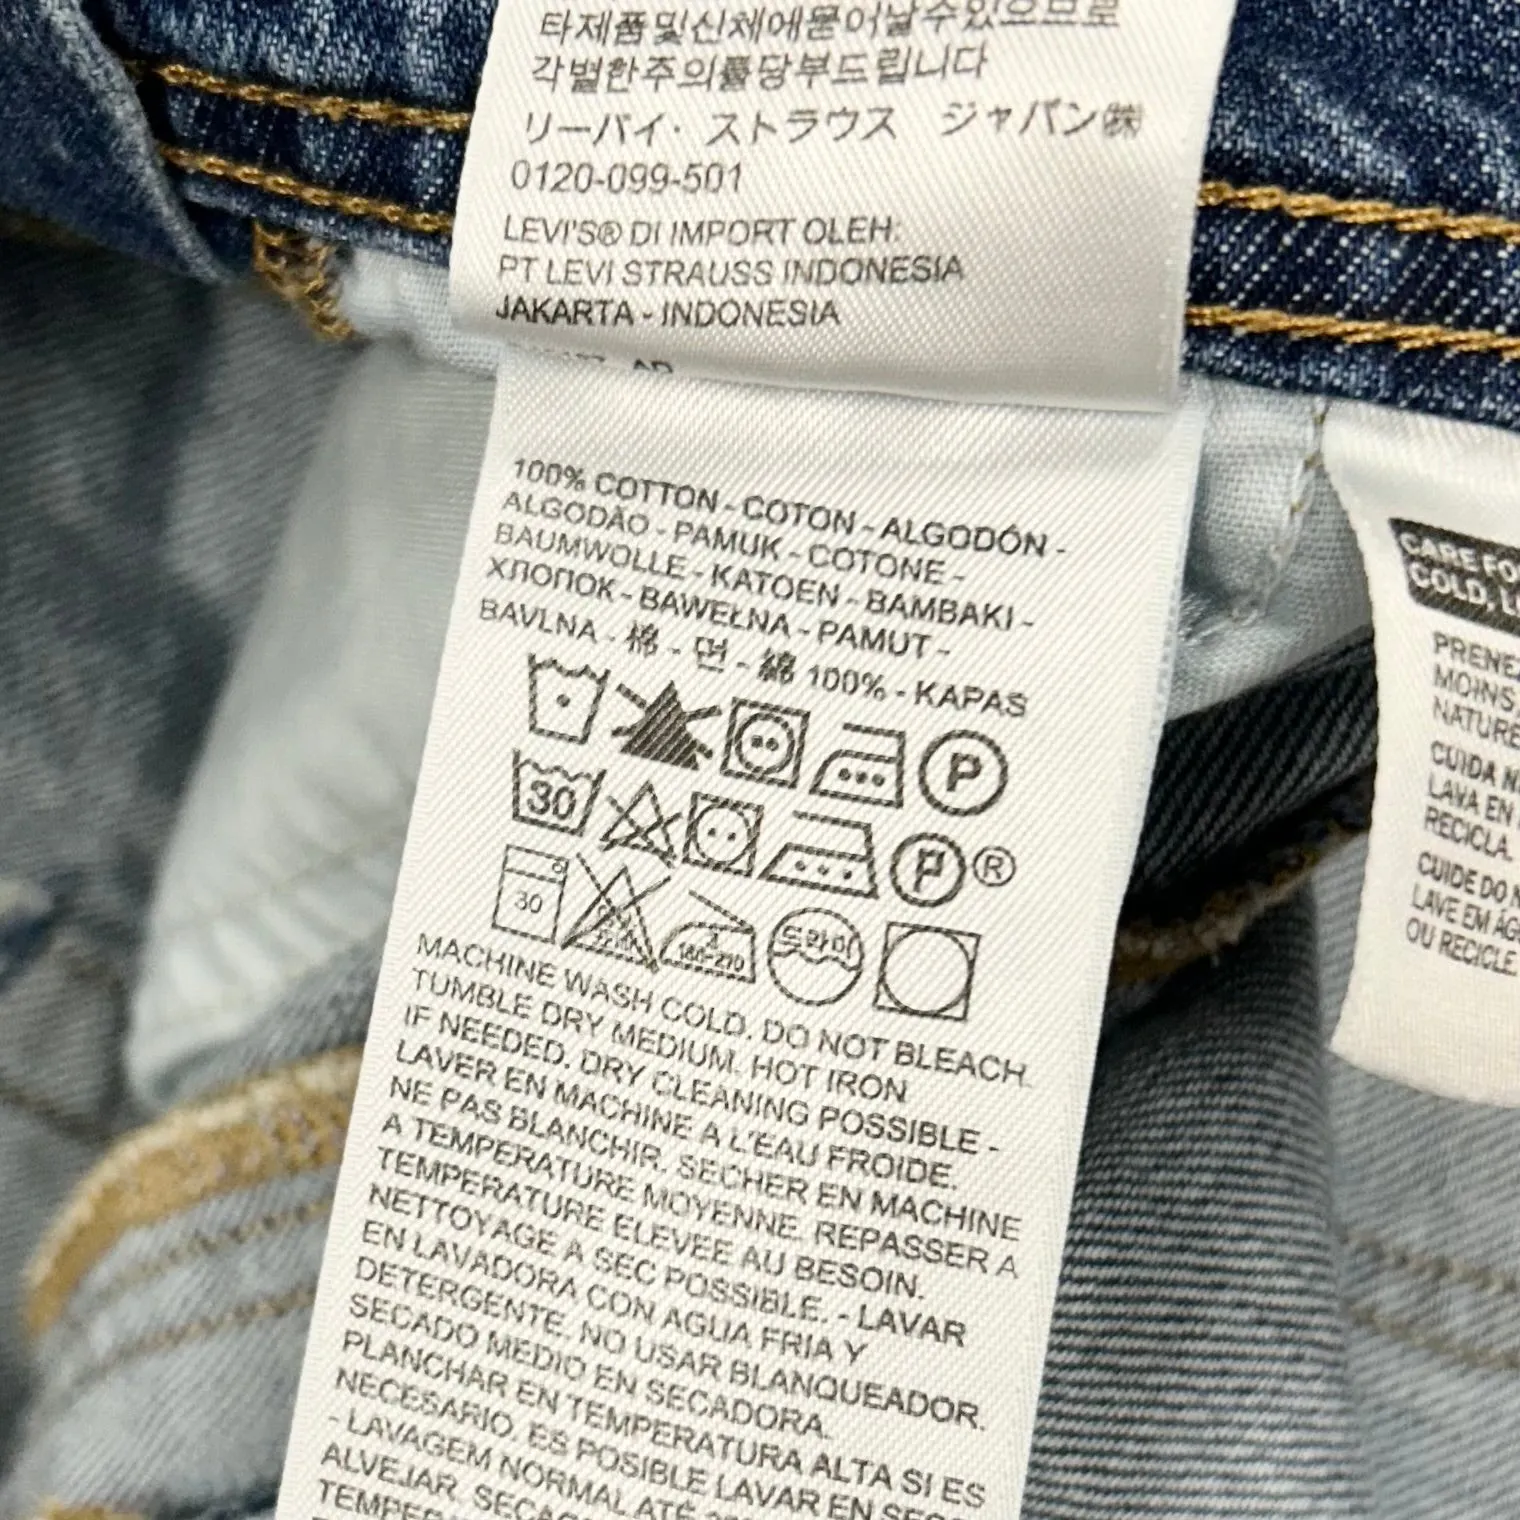 타제품및신체에묻어날수있으므로
각별한주의를당부드립니다
リーバイ・ストラウス ジャパン㈱
0120-099-501
LEVI'S® DI IMPORT OLEH:
PT LEVI STRAUSS INDONESIA
JAKARTA - INDONESIA
100% COTTON - COTON - ALGODÓN -
ALGODÃO - PAMUK - COTONE -
BAUMWOLLE - KATOEN - BAMBAKI -
ХЛОПОК - BAWEŁNA - PAMUT -
BAVLNA - 棉 - 면 - 綿 100% - KAPAS
P
30
P ®
30
180-210
드라이
MACHINE WASH COLD. DO NOT BLEACH.
TUMBLE DRY MEDIUM. HOT IRON
IF NEEDED. DRY CLEANING POSSIBLE -
LAVER EN MACHINE A L'EAU FROIDE.
NE PAS BLANCHIR. SECHER EN MACHINE
A TEMPERATURE MOYENNE. REPASSER A
TEMPERATURE ELEVEE AU BESOIN.
NETTOYAGE A SEC POSSIBLE. - LAVAR
EN LAVADORA CON AGUA FRIA Y
DETERGENTE. NO USAR BLANQUEADOR.
SECADO MEDIO EN SECADORA.
PLANCHAR EN TEMPERATURA ALTA SI ES
NECESARIO. ES POSIBLE LAVAR EN
- LAVAGEM NORMAL ATÉ
ALVEJAR.
CARE FO
COLD, L
PRENEZ
MOINS,
NATURE
CUIDA N
LAVA EN
RECICLA.
CUIDE DO N
LAVE EM ÁG
OU RECICLE.